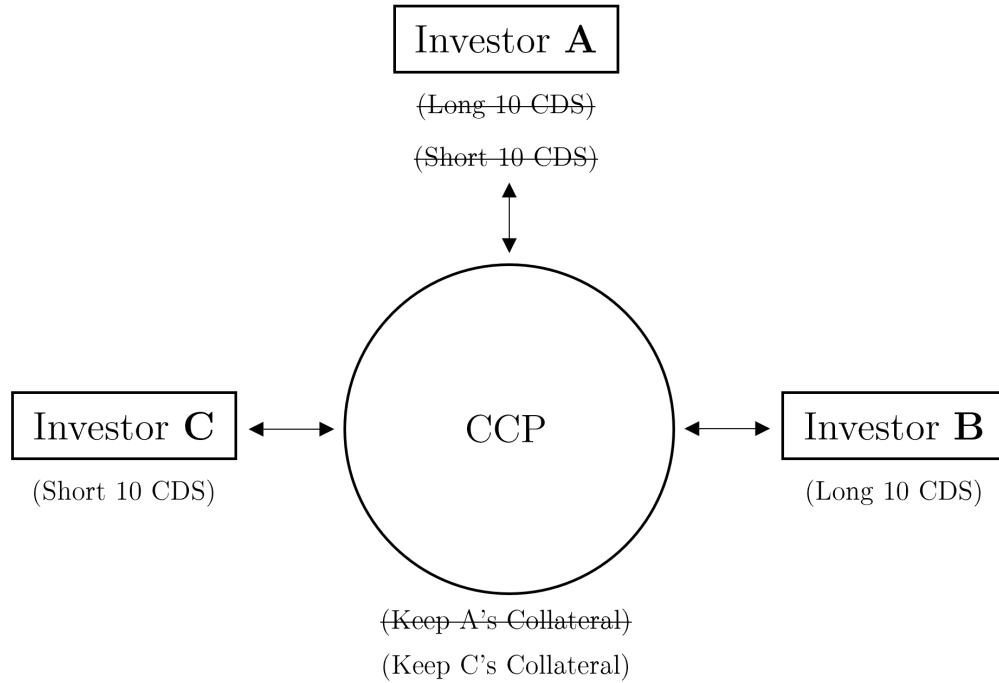 Investor A
(Long 10 CDS)
(Short 10 CDS)
Investor C
CCP
Investor B
(Short 10 CDS)
(Long 10 CDS)
(Keep A's Collateral)
(Keep C's Collateral)